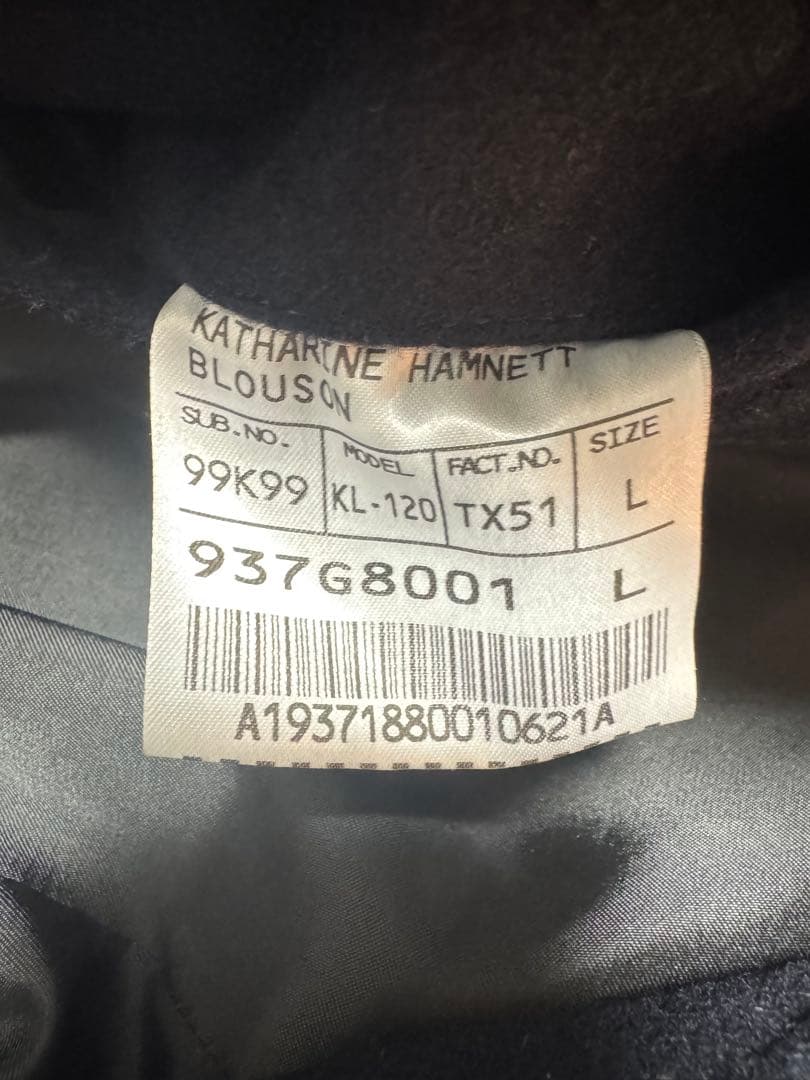 KATHARINE HAMNETT
BLOUSON
SUB.NO. MODEL FACT.NO. SIZE
99K99 KL-120 TX51 L
937G8001 L
A19371880010621A